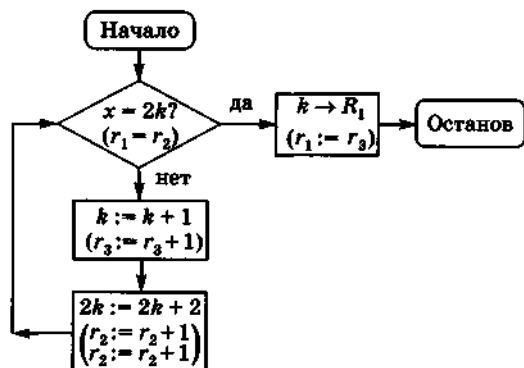 Начало
x = 2k?
(r₁ = r₂)
да
k → R₁
(r₁ := r₃)
Останов
нет
k := k + 1
(r₃ := r₃ + 1)
2k := 2k + 2
(r₂ := r₂ + 1)
(r₂ := r₂ + 1)